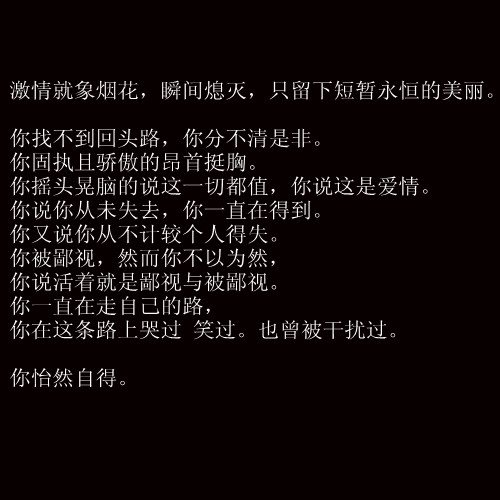 激情就象烟花，瞬间熄灭，只留下短暂永恒的美丽。
你找不到回头路，你分不清是非。
你固执且骄傲的昂首挺胸。
你摇头晃脑的说这一切都值，你说这是爱情。
你说你从未失去，你一直在得到。
你又说你从不计较个人得失。
你被鄙视，然而你不以为然，
你说活着就是鄙视与被鄙视。
你一直在走自己的路，
你在这条路上哭过 笑过。也曾被干扰过。
你怡然自得。